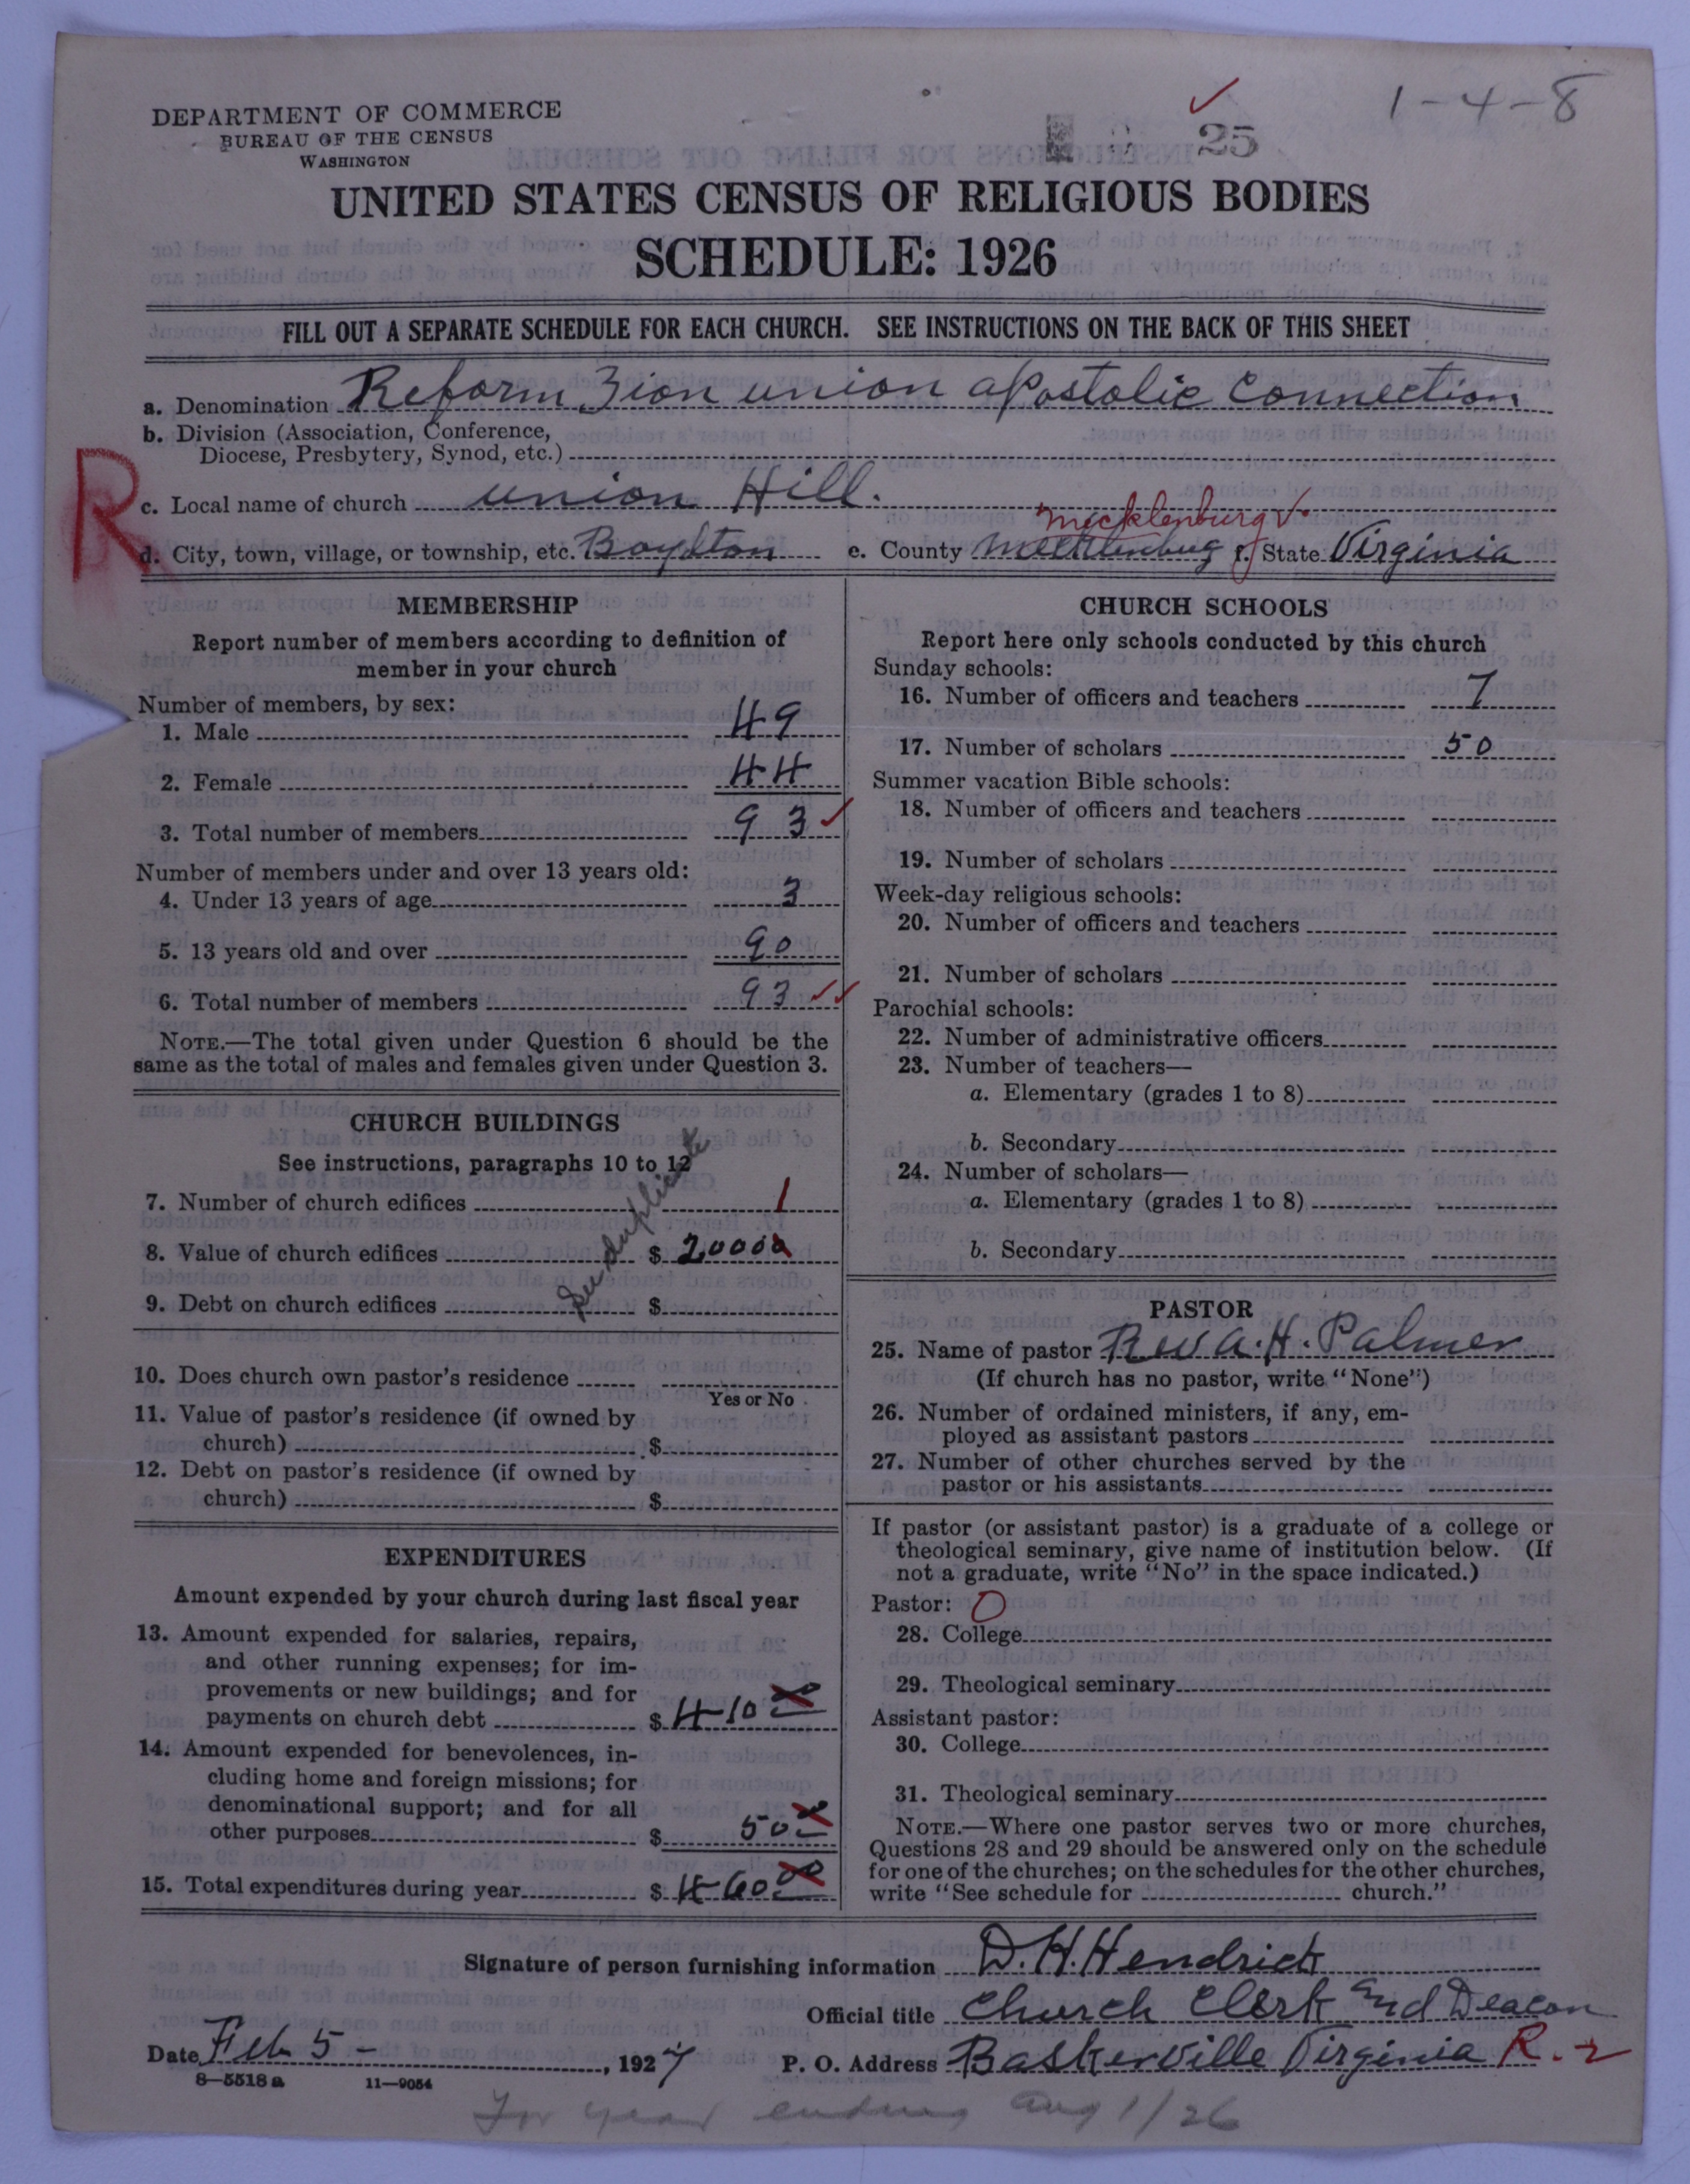 1-4-8
25
DEPARTMENT OF COMMERCE
BUREAU OF THE CENSUS
WASHINGTON
UNITED STATES CENSUS OF RELIGIOUS BODIES
SCHEDULE: 1926
FILL OUT A SEPARATE SCHEDULE FOR EACH CHURCH. SEE INSTRUCTIONS ON THE BACK OF THIS SHEET
a. Denomination Reform Zion union apostolic Connection
b. Division (Association, Conference,
Diocese, Presbytery, Synod, etc.)
R
c. Local name of church union Hill.
Mecklenburg
d. City, town, village, or township, etc. Boydton e. County Mecklenbug f. State Virginia
MEMBERSHIP
Report number of members according to definition of
member in your church
Number of members, by sex:
1. Male 49
2. Female 44
3. Total number of members 93
Number of members under and over 13 years old:
4. Under 13 years of age 3
5. 13 years old and over 90
6. Total number of members 93
NOTE.—The total given under Question 6 should be the
same as the total of males and females given under Question 3.
CHURCH BUILDINGS
See instructions, paragraphs 10 to 12
7. Number of church edifices 1
8. Value of church edifices $ 20000
9. Debt on church edifices $
duplicate
10. Does church own pastor's residence
Yes or No
11. Value of pastor's residence (if owned by
church) $
12. Debt on pastor's residence (if owned by
church) $
EXPENDITURES
Amount expended by your church during last fiscal year
13. Amount expended for salaries, repairs,
and other running expenses; for im-
provements or new buildings; and for
payments on church debt $ 410 00
14. Amount expended for benevolences, in-
cluding home and foreign missions; for
denominational support; and for all
other purposes $ 50 00
15. Total expenditures during year $ 460 00
CHURCH SCHOOLS
Report here only schools conducted by this church
Sunday schools:
16. Number of officers and teachers 7
17. Number of scholars 50
Summer vacation Bible schools:
18. Number of officers and teachers
19. Number of scholars
Week-day religious schools:
20. Number of officers and teachers
21. Number of scholars
Parochial schools:
22. Number of administrative officers
23. Number of teachers—
a. Elementary (grades 1 to 8)
b. Secondary
24. Number of scholars—
a. Elementary (grades 1 to 8)
b. Secondary
PASTOR
25. Name of pastor Rev A. H. Palmer
(If church has no pastor, write "None")
26. Number of ordained ministers, if any, em-
ployed as assistant pastors
27. Number of other churches served by the
pastor or his assistants
If pastor (or assistant pastor) is a graduate of a college or
theological seminary, give name of institution below. (If
not a graduate, write "No" in the space indicated.)
Pastor: 0
28. College
29. Theological seminary
Assistant pastor:
30. College
31. Theological seminary
NOTE.—Where one pastor serves two or more churches,
Questions 28 and 29 should be answered only on the schedule
for one of the churches; on the schedules for the other churches,
write "See schedule for church."
Signature of person furnishing information D. H. Hendrick
Official title Church Clerk and Deacon
Date Feb 5 - , 1927 P. O. Address Baskerville Virginia R. 2
8—5518 a 11—9054
For year ending Aug 1/26